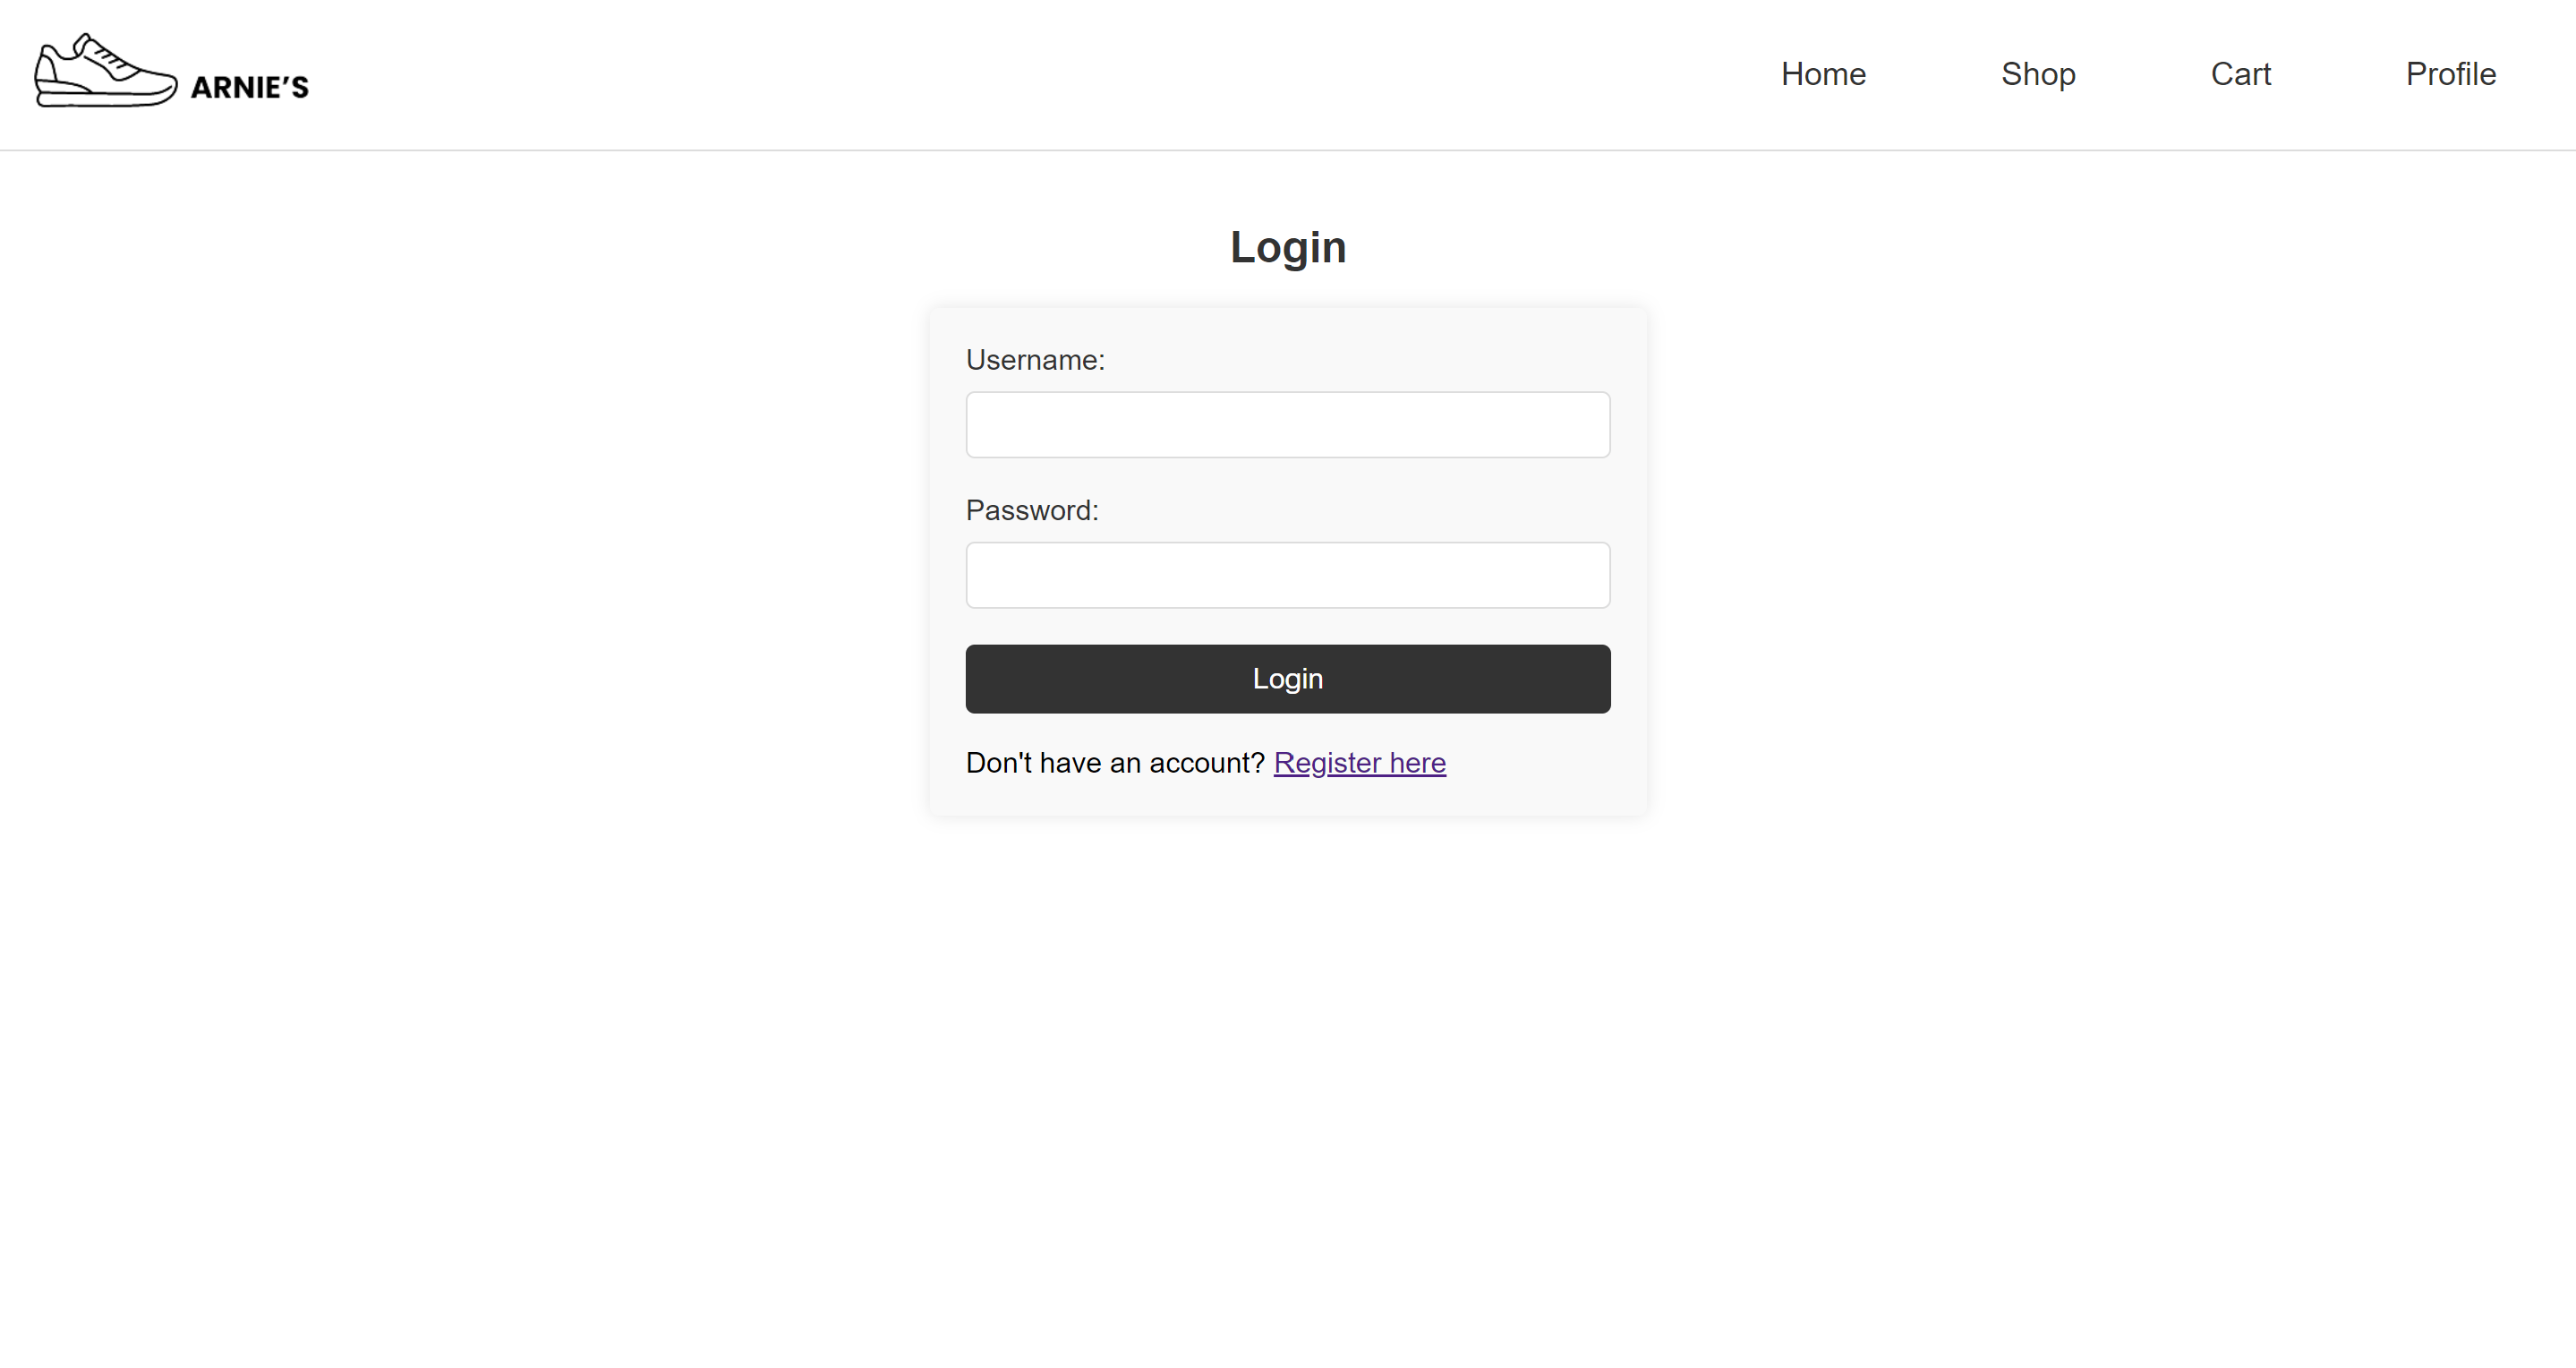 ARNIE’S
Home Shop Cart Profile
Login
Username:
Password:
Login
Don't have an account? Register here